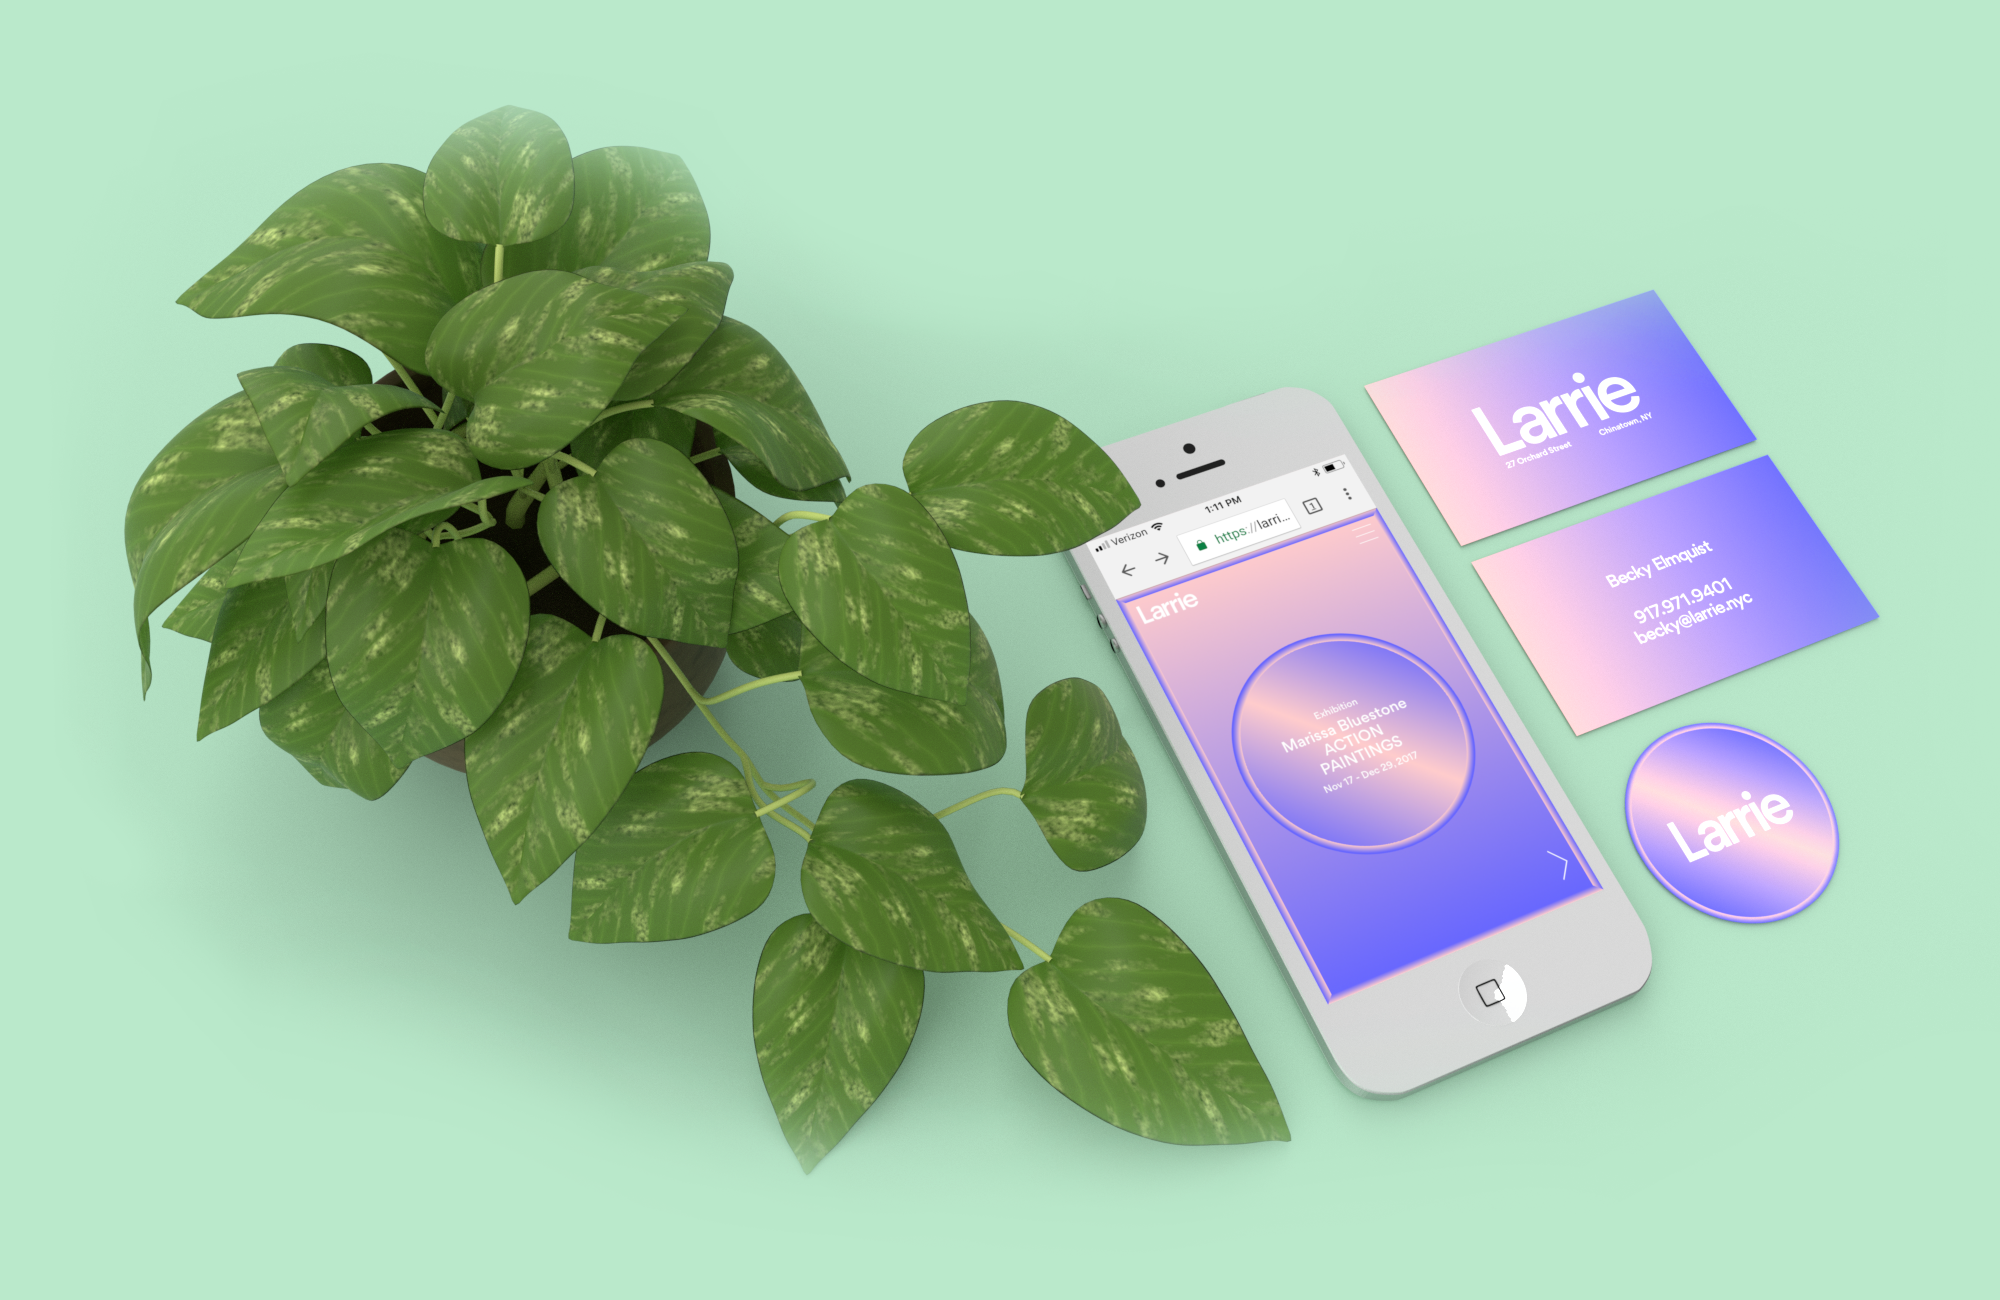 Verizon
1:11 PM
https://larri...
1
Larrie
Exhibition
Marissa Bluestone
ACTION
PAINTINGS
Nov 17 - Dec 29, 2017
Larrie
27 Orchard Street
Chinatown, NY
Becky Elmquist
917.971.9401
becky@larrie.nyc
Larrie